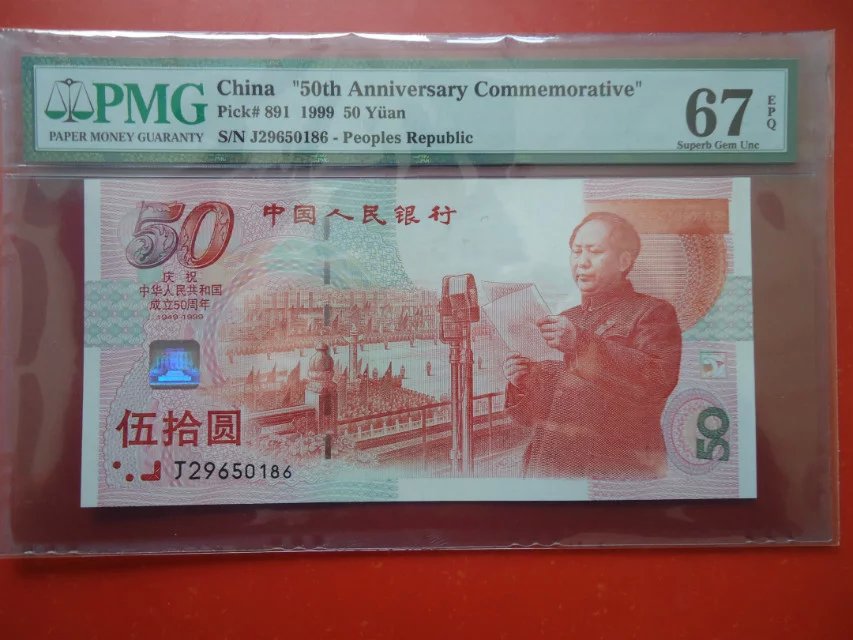 PMG
PAPER MONEY GUARANTY
China "50th Anniversary Commemorative"
Pick# 891 1999 50 Yüan
S/N J29650186 - Peoples Republic
67 EPQ
Superb Gem Unc
50
中国人民银行
庆祝
中华人民共和国
成立50周年
1949-1999
伍拾圆
J29650186
50